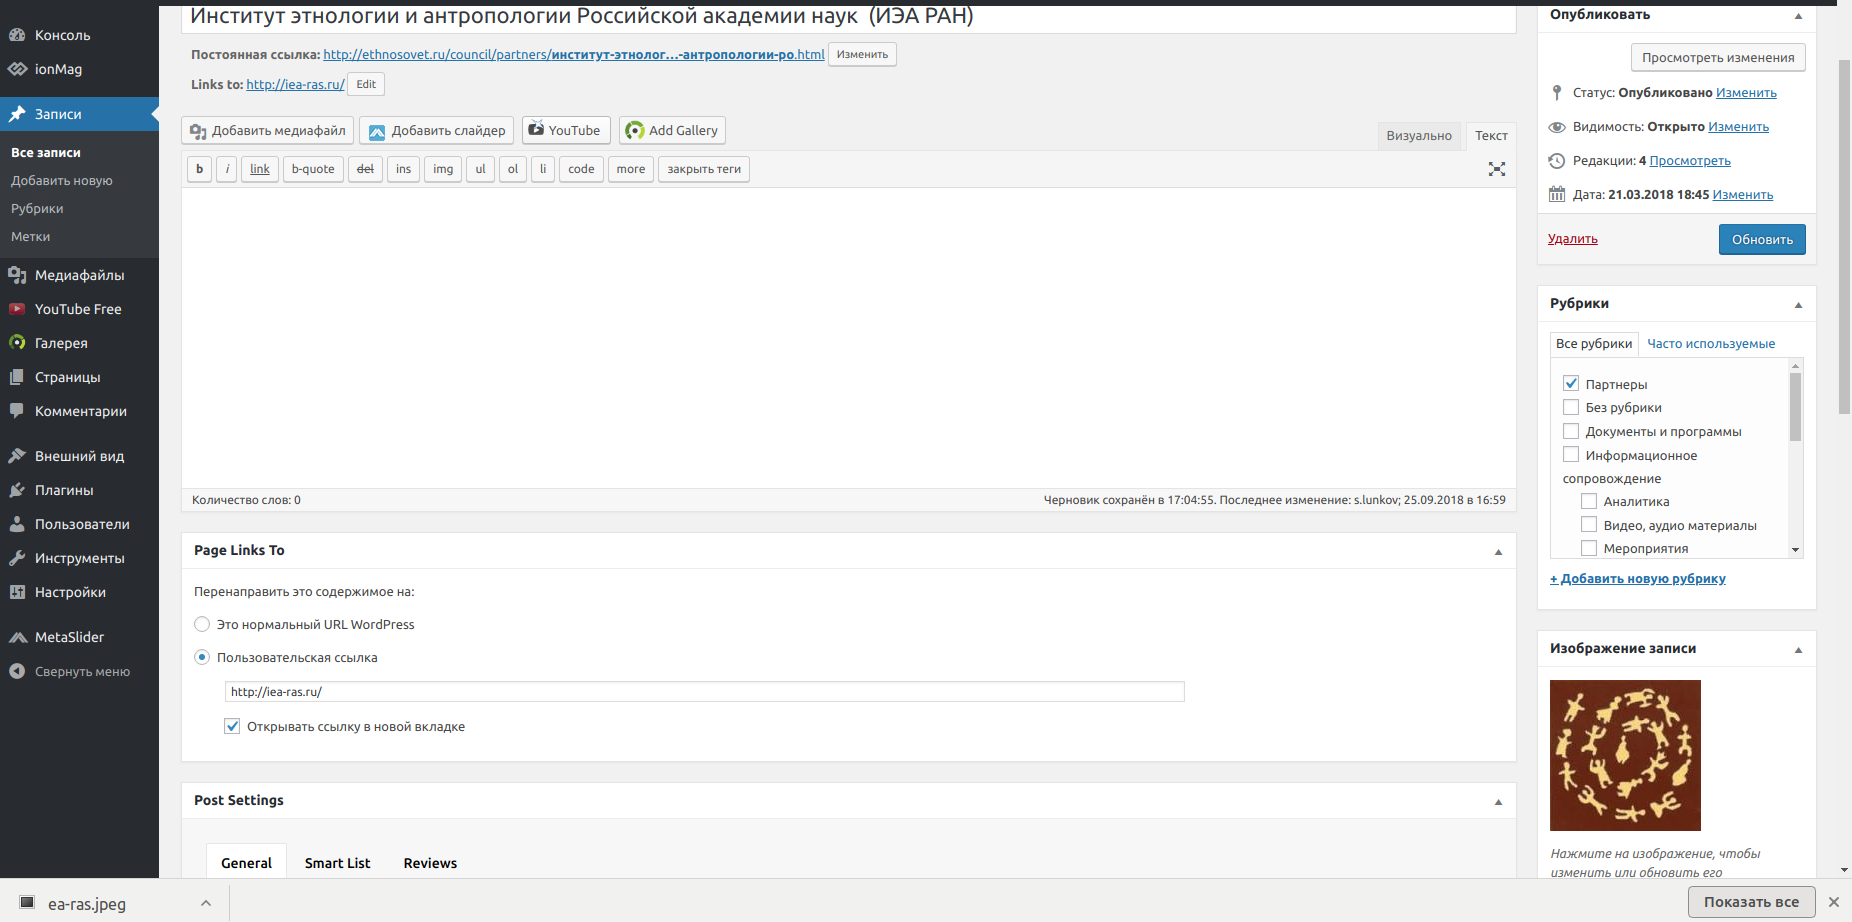 Консоль
ionMag
Записи
Все записи
Добавить новую
Рубрики
Метки
Медиафайлы
YouTube Free
Галерея
Страницы
Комментарии
Внешний вид
Плагины
Пользователи
Инструменты
Настройки
MetaSlider
Свернуть меню
Институт этнологии и антропологии Российской академии наук (ИЭА РАН)
Постоянная ссылка: http://ethnosovet.ru/council/partners/институт-этнолог...-антропологии-ро.html Изменить
Links to: http://iea-ras.ru/ Edit
Добавить медиафайл Добавить слайдер YouTube Add Gallery
Визуально Текст
b i link b-quote del ins img ul ol li code more закрыть теги
Количество слов: 0
Черновик сохранён в 17:04:55. Последнее изменение: s.lunkov; 25.09.2018 в 16:59
Page Links To
Перенаправить это содержимое на:
Это нормальный URL WordPress
Пользовательская ссылка
http://iea-ras.ru/
Открывать ссылку в новой вкладке
Post Settings
General Smart List Reviews
Опубликовать
Просмотреть изменения
Статус: Опубликовано Изменить
Видимость: Открыто Изменить
Редакции: 4 Просмотреть
Дата: 21.03.2018 18:45 Изменить
Удалить Обновить
Рубрики
Все рубрики Часто используемые
Партнеры
Без рубрики
Документы и программы
Информационное
сопровождение
Аналитика
Видео, аудио материалы
Мероприятия
+ Добавить новую рубрику
Изображение записи
Нажмите на изображение, чтобы
изменить или обновить его
ea-ras.jpeg
Показать все